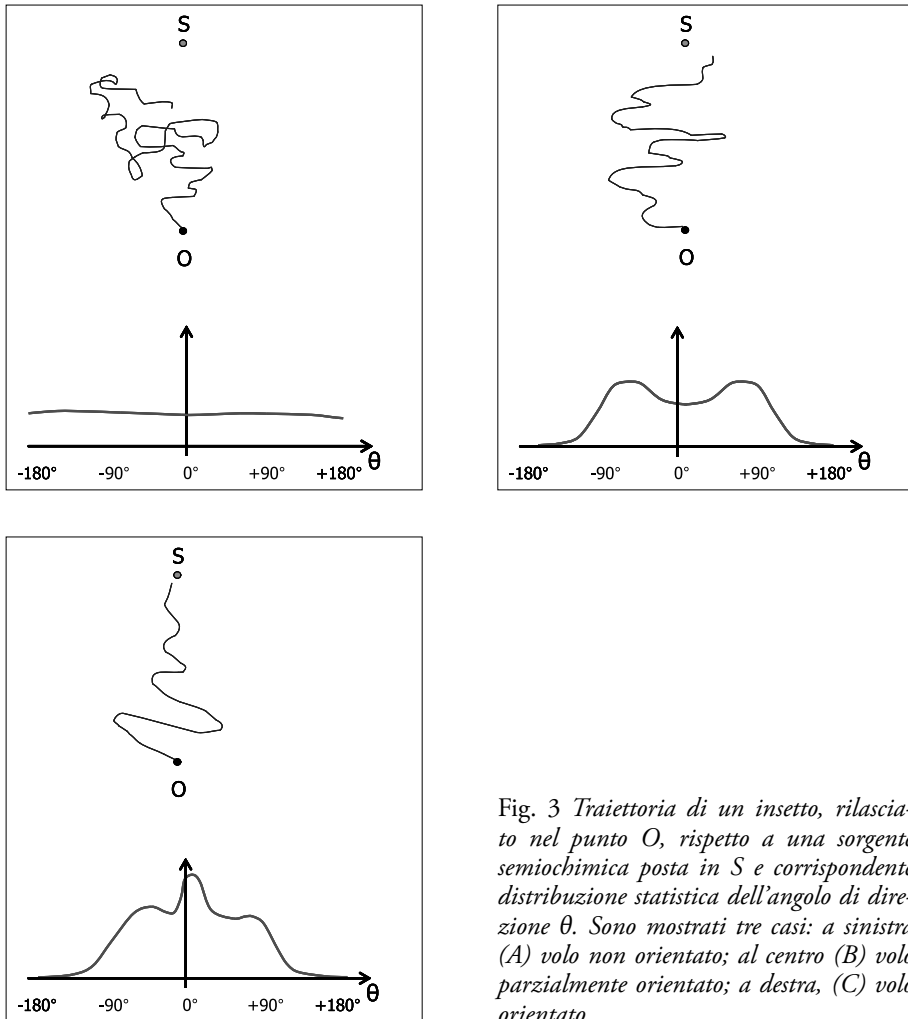 S
O
-180° -90° 0° +90° +180° θ
S
O
-180° -90° 0° +90° +180° θ
S
O
-180° -90° 0° +90° +180° θ
Fig. 3 Traiettoria di un insetto, rilascia-
to nel punto O, rispetto a una sorgente
semiochimica posta in S e corrispondente
distribuzione statistica dell'angolo di dire-
zione θ. Sono mostrati tre casi: a sinistra
(A) volo non orientato; al centro (B) volo
parzialmente orientato; a destra, (C) volo
orientato